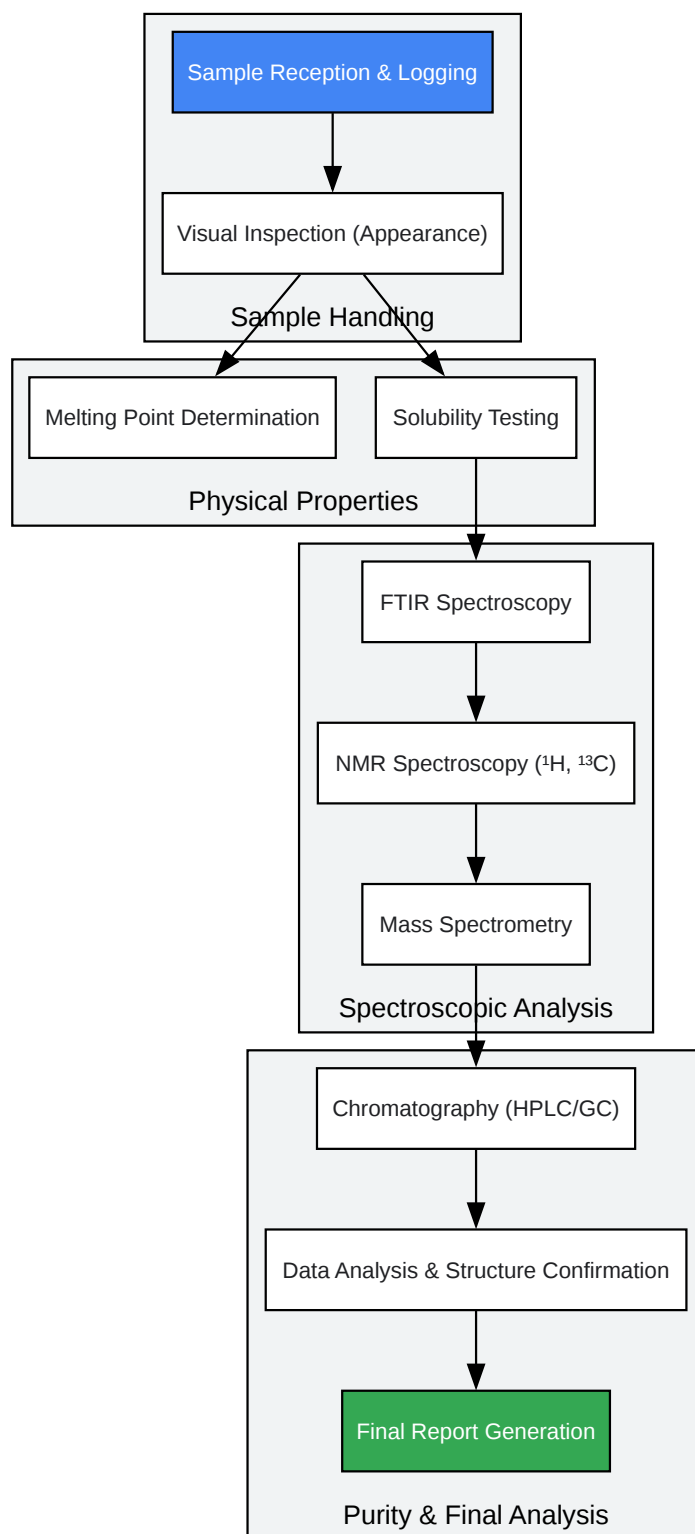 Sample Reception & Logging
Visual Inspection (Appearance)
Sample Handling
Melting Point Determination
Solubility Testing
Physical Properties
FTIR Spectroscopy
NMR Spectroscopy (¹H, ¹³C)
Mass Spectrometry
Spectroscopic Analysis
Chromatography (HPLC/GC)
Data Analysis & Structure Confirmation
Final Report Generation
Purity & Final Analysis